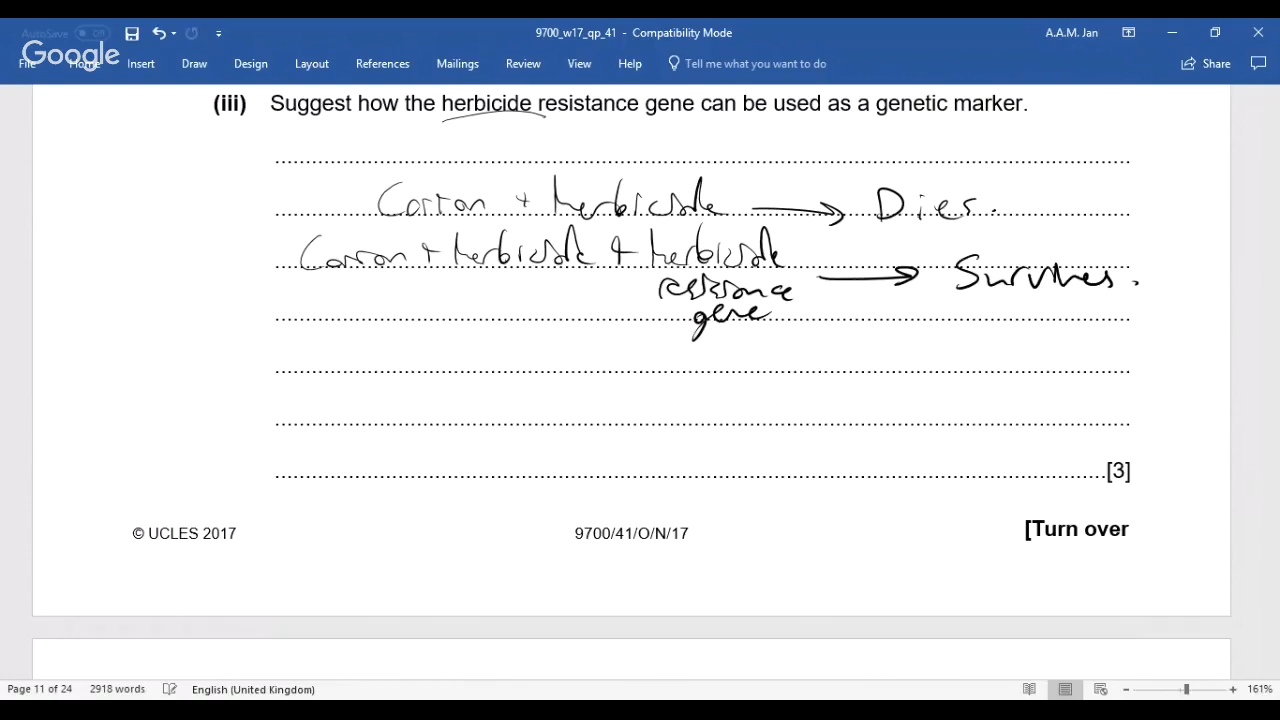 AutoSave Off
9700_w17_qp_41 - Compatibility Mode
A.A.M. Jan
Google
File Home Insert Draw Design Layout References Mailings Review View Help Tell me what you want to do Share
(iii) Suggest how the herbicide resistance gene can be used as a genetic marker.
Cotton + herbicide → Dies.
Cotton + herbicide + herbicide
resistance → Survives.
gene
[3]
© UCLES 2017 9700/41/O/N/17 [Turn over
Page 11 of 24 2918 words English (United Kingdom) 161%